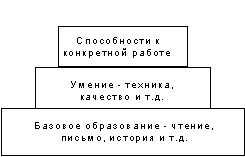 Способности к
конкретной работе
Умение - техника,
качество и т.д.
Базовое образование - чтение,
письмо, история и т.д.